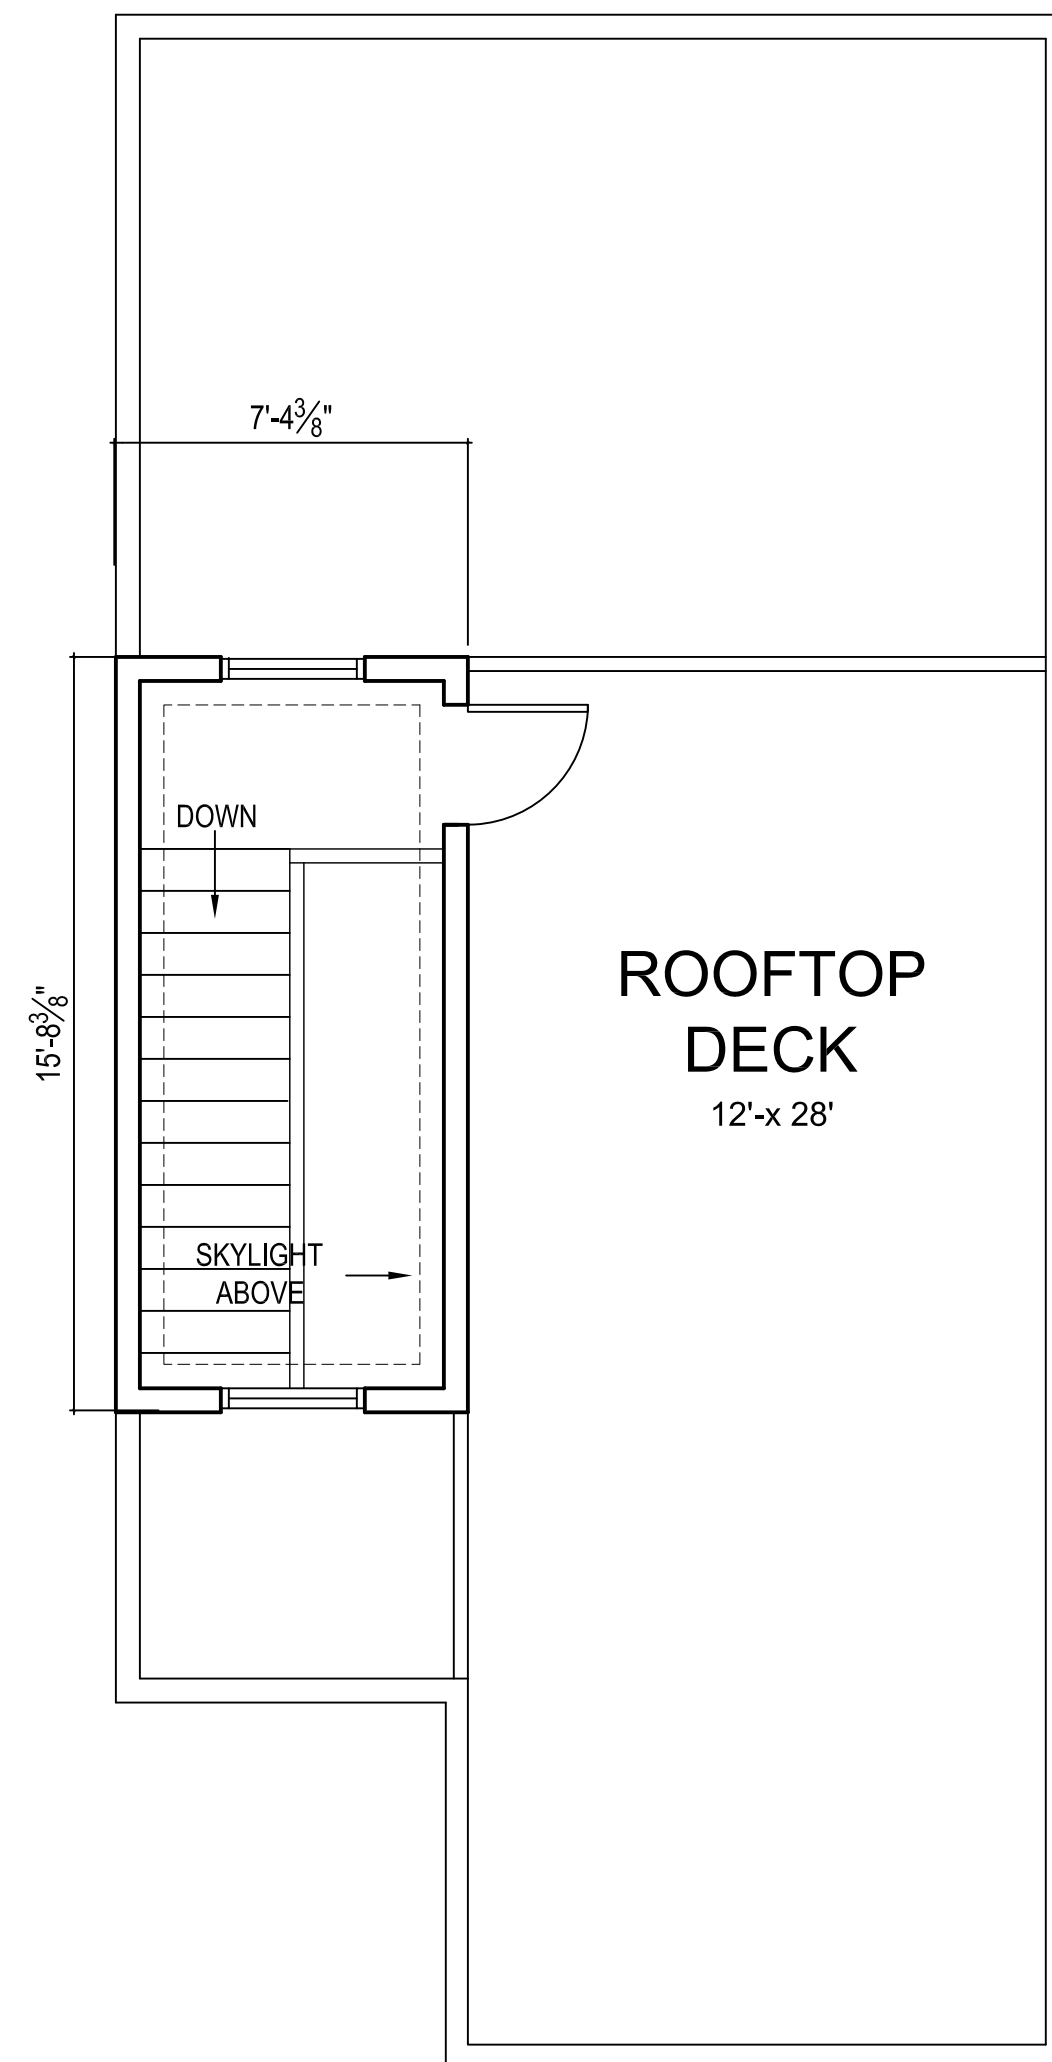 7'-4⅜"
DOWN
15'-8⅜"
ROOFTOP
DECK
12'-x 28'
SKYLIGHT
ABOVE